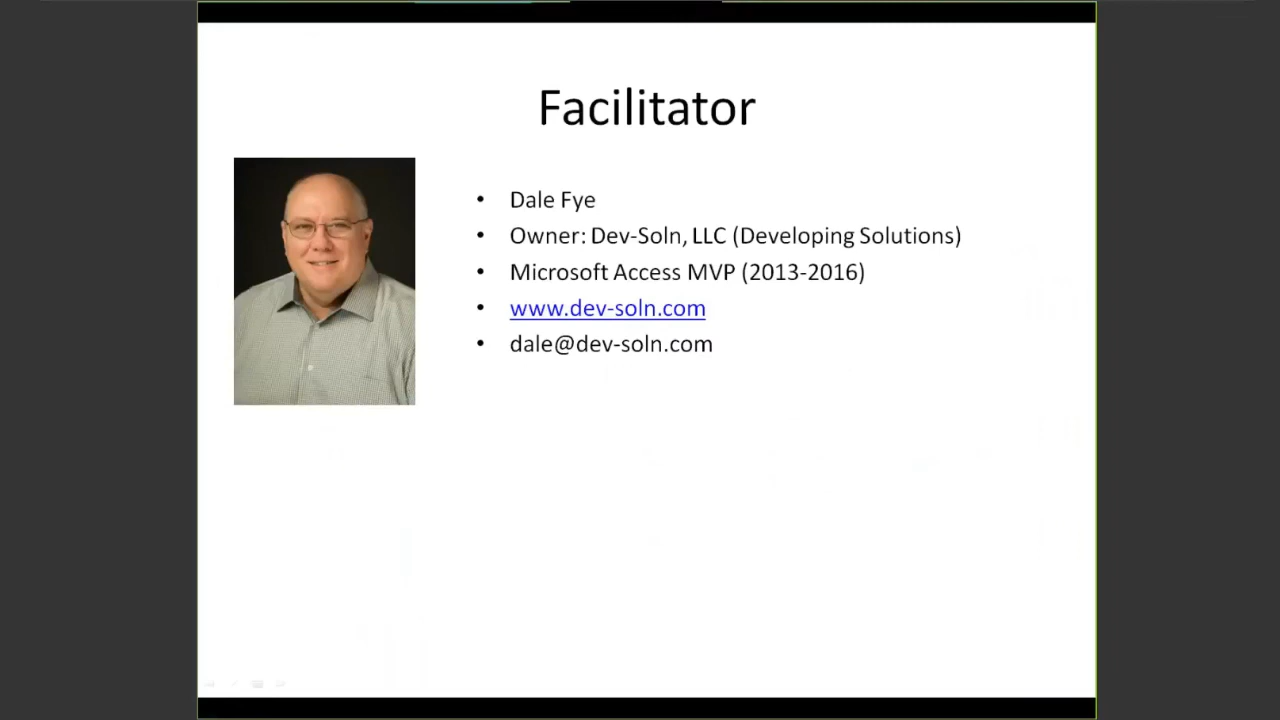 Facilitator
Dale Fye
Owner: Dev-Soln, LLC (Developing Solutions)
Microsoft Access MVP (2013-2016)
www.dev-soln.com
dale@dev-soln.com